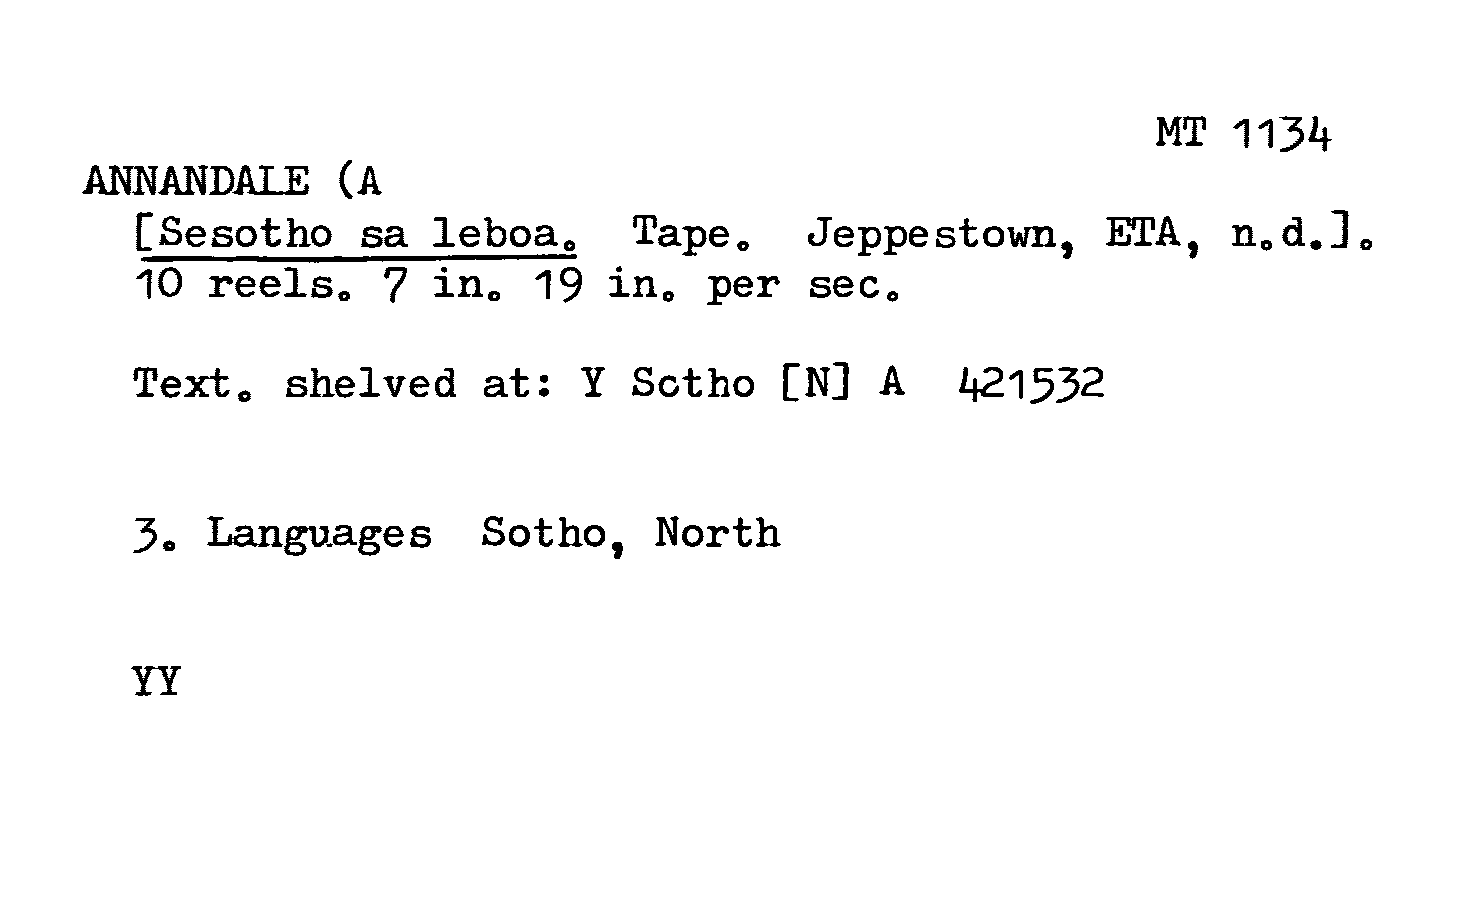 MT 1134
ANNANDALE (A
[Sesotho sa leboa. Tape. Jeppestown, ETA, n.d.].
10 reels. 7 in. 19 in. per sec.
Text. shelved at: Y Sotho [N] A 421532
3. Languages Sotho, North
YY